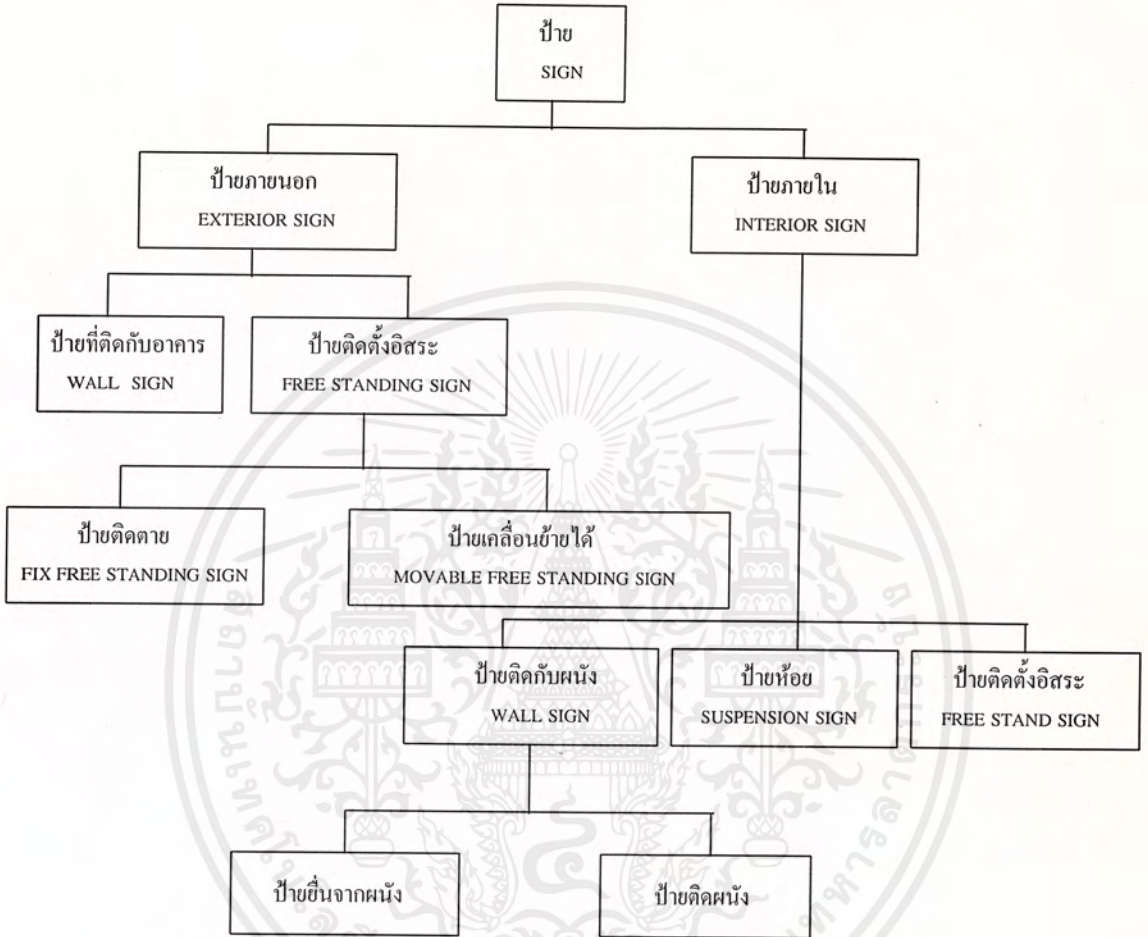 ป้าย
SIGN
ป้ายภายนอก
EXTERIOR SIGN
ป้ายภายใน
INTERIOR SIGN
ป้ายที่ติดกับอาคาร
WALL SIGN
ป้ายติดตั้งอิสระ
FREE STANDING SIGN
ป้ายติดตาย
FIX FREE STANDING SIGN
ป้ายเคลื่อนย้ายได้
MOVABLE FREE STANDING SIGN
ป้ายติดกับผนัง
WALL SIGN
ป้ายห้อย
SUSPENSION SIGN
ป้ายติดตั้งอิสระ
FREE STAND SIGN
ป้ายยื่นจากผนัง
ป้ายติดผนัง